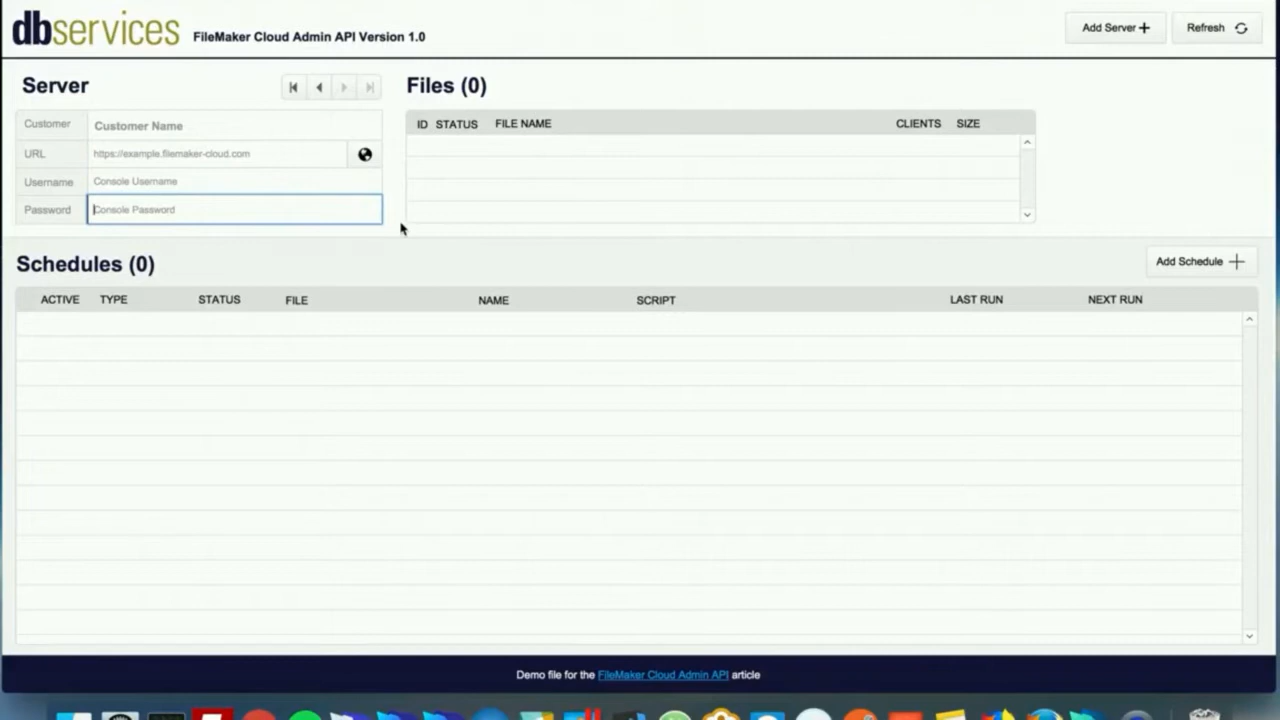 dbservices FileMaker Cloud Admin API Version 1.0
Add Server
Refresh
Server
Customer Customer Name
URL https://example.filemaker-cloud.com
Username Console Username
Password Console Password
Files (0)
ID STATUS FILE NAME CLIENTS SIZE
Schedules (0)
Add Schedule
ACTIVE TYPE STATUS FILE NAME SCRIPT LAST RUN NEXT RUN
Demo file for the FileMaker Cloud Admin API article